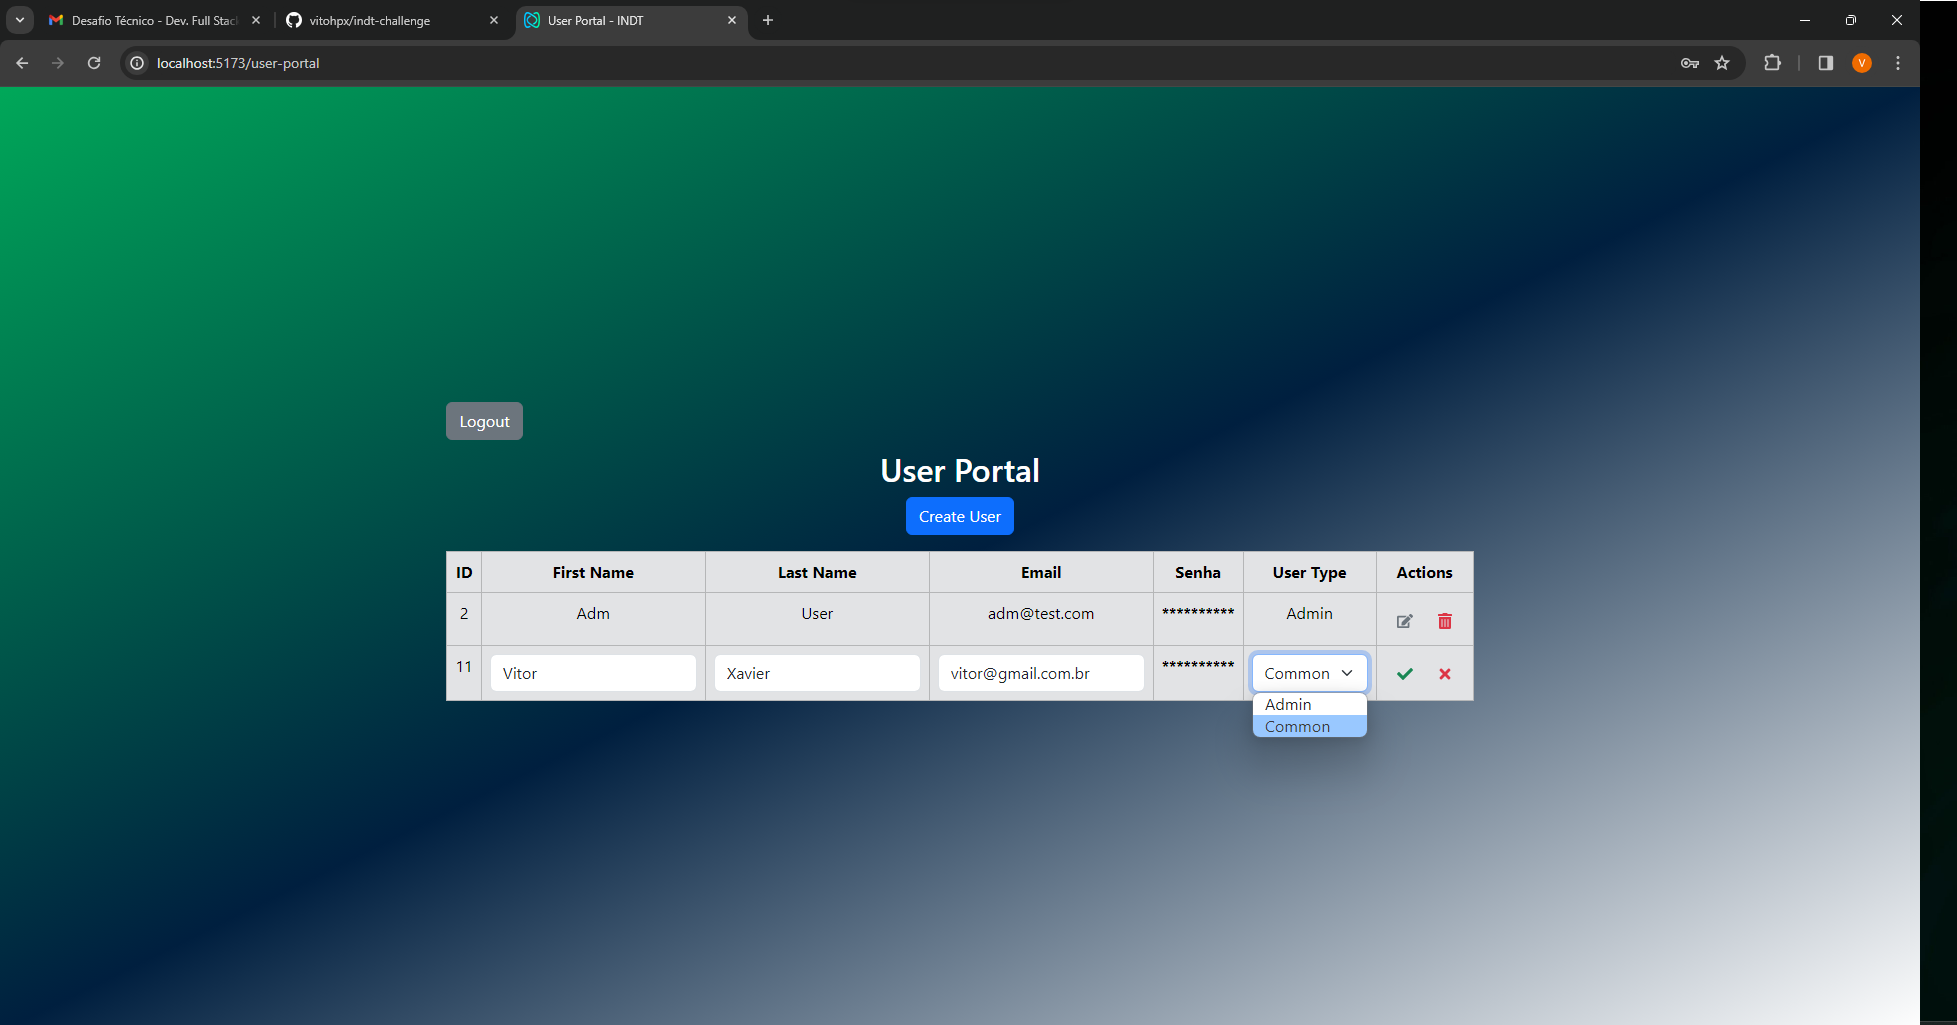 Desafio Técnico - Dev. Full Stac
vitohpx/indt-challenge
User Portal - INDT
localhost:5173/user-portal
V
Logout
User Portal
Create User
ID First Name Last Name Email Senha User Type Actions
2 Adm User adm@test.com ********** Admin
11 Vitor Xavier vitor@gmail.com.br ********** Common
Admin
Common